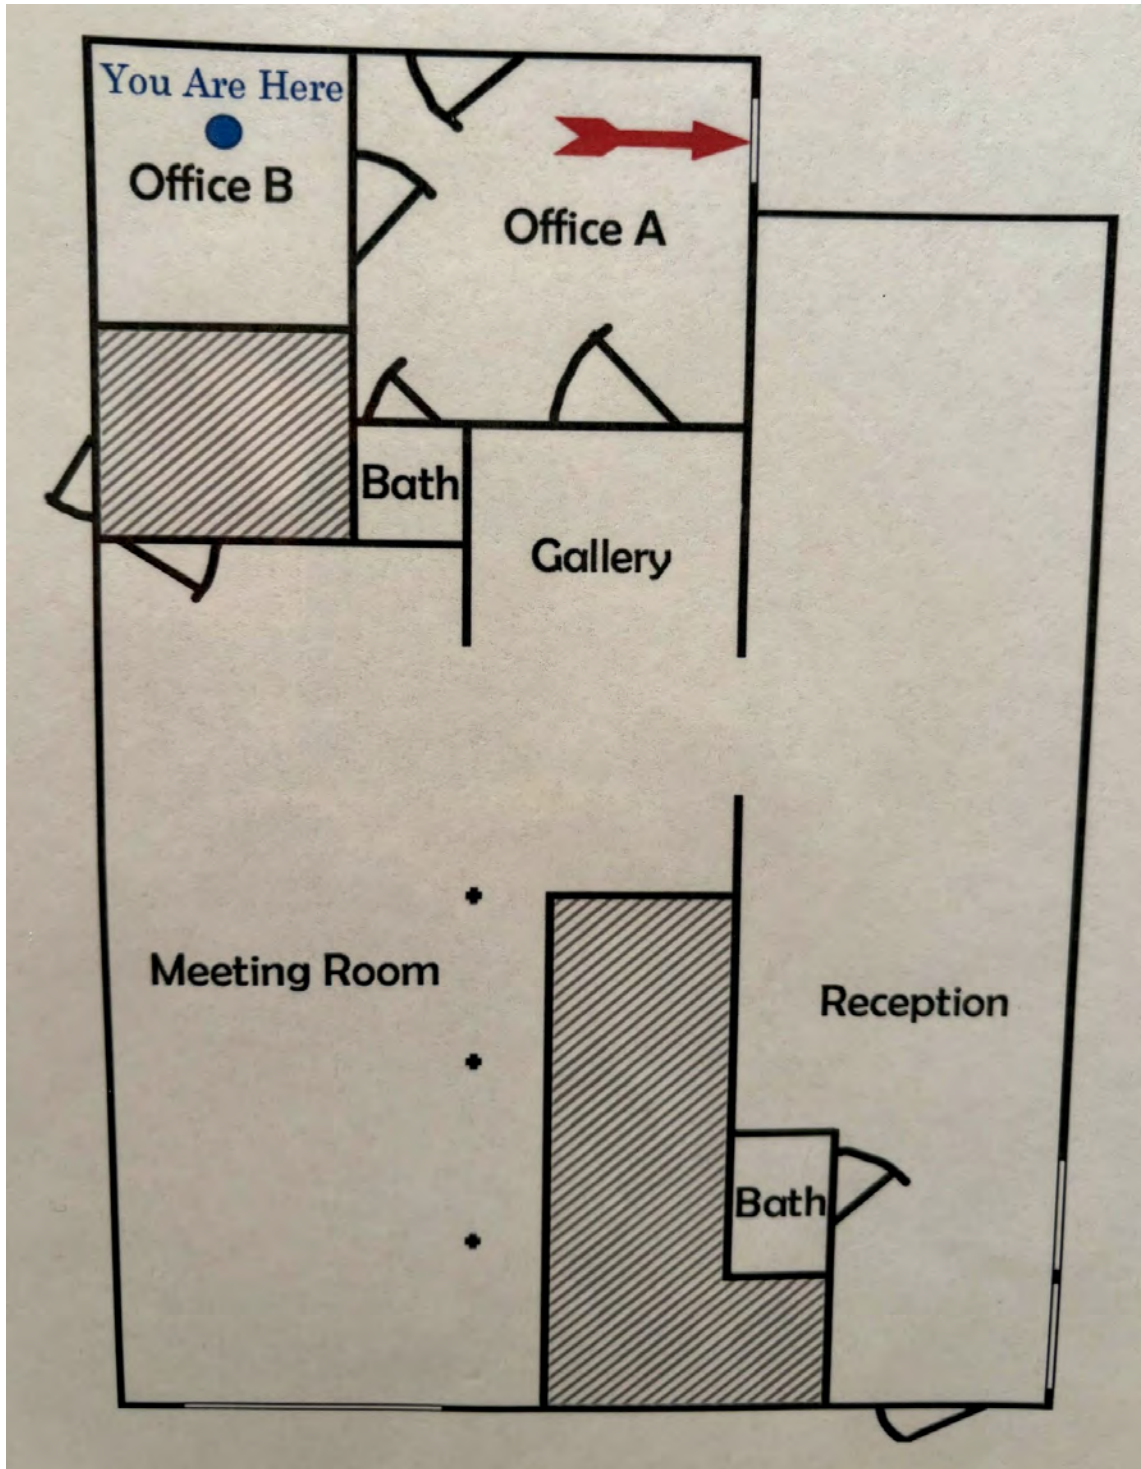 You Are Here
Office B
Office A
Bath
Gallery
Meeting Room
Reception
Bath